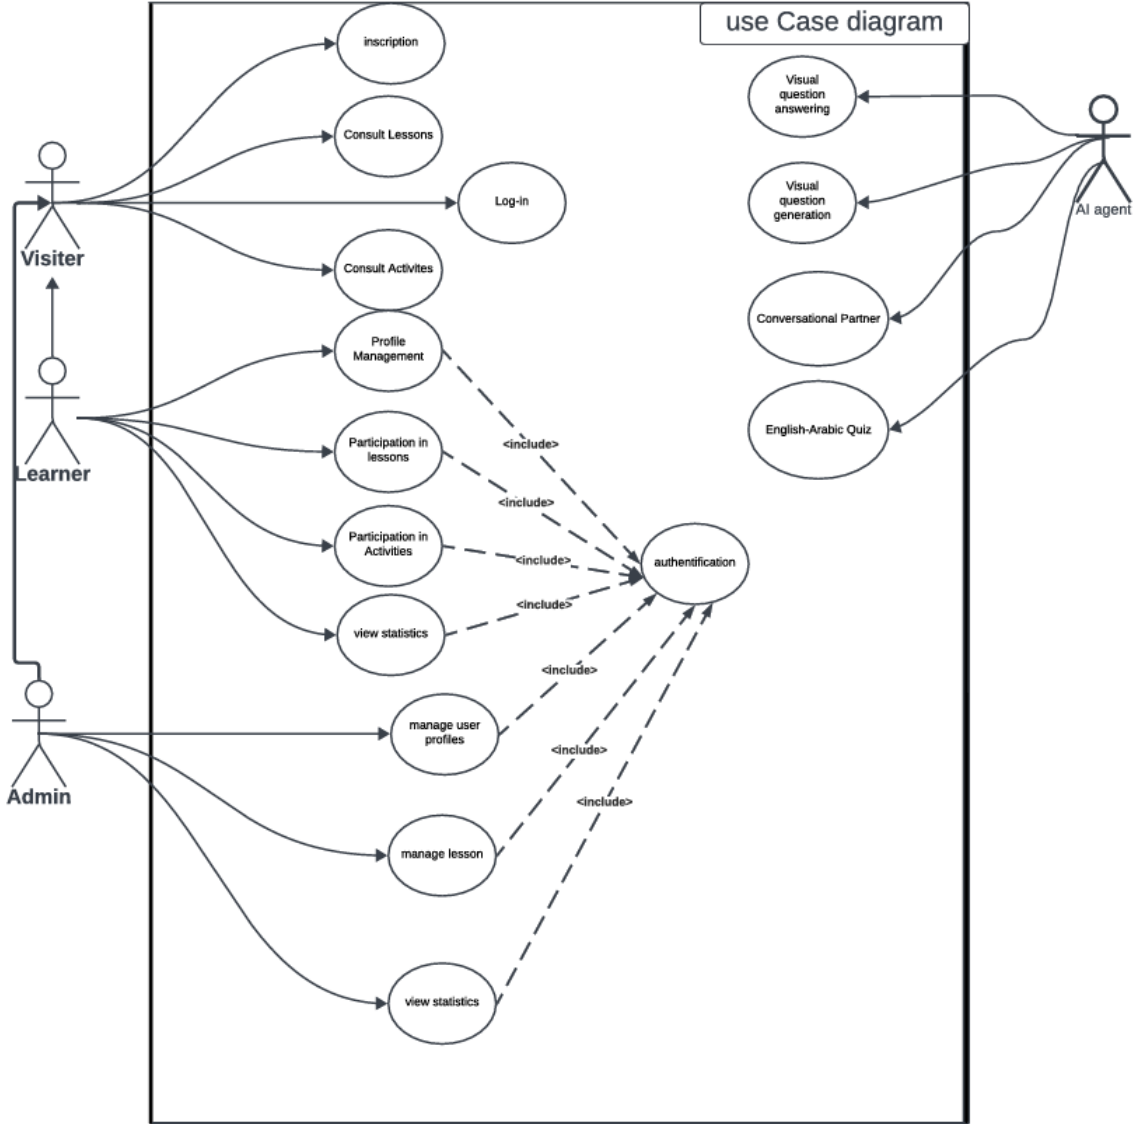 use Case diagram
inscription
Consult Lessons
Log-in
Consult Activites
Profile
Management
Participation in
lessons
Participation in
Activities
view statistics
manage user
profiles
manage lesson
view statistics
Visiter
Learner
Admin
<include>
<include>
<include>
<include>
<include>
<include>
<include>
authentification
Visual
question
answering
Visual
question
generation
Conversational Partner
English-Arabic Quiz
AI agent